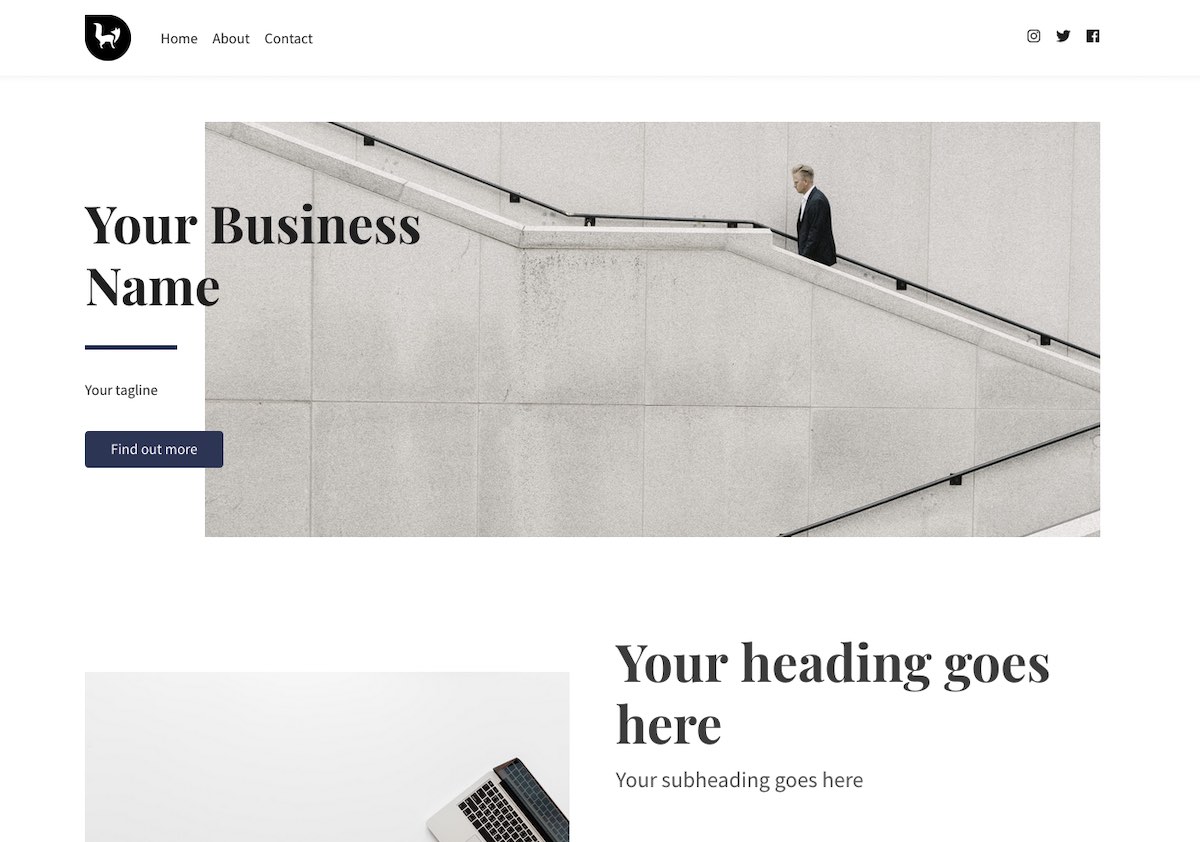 Home About Contact
Your Business
Name
Your tagline
Find out more
Your heading goes
here
Your subheading goes here